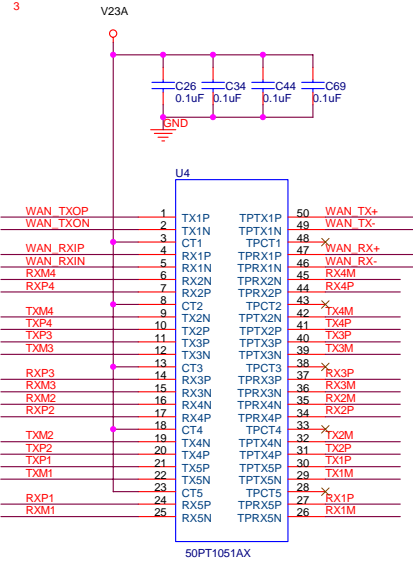 3
V23A
C26 C34 C44 C69
0.1uF 0.1uF 0.1uF 0.1uF
GND
U4
WAN_TXOP 1 TX1P TPTX1P 50 WAN_TX+
WAN_TXON 2 TX1N TPTX1N 49 WAN_TX-
3 CT1 TPCT1 48
WAN_RXIP 4 RX1P TPRX1P 47 WAN_RX+
WAN_RXIN 5 RX1N TPRX1N 46 WAN_RX-
RXM4 6 RX2N TPRX2N 45 RX4M
RXP4 7 RX2P TPRX2P 44 RX4P
8 CT2 TPCT2 43
TXM4 9 TX2N TPTX2N 42 TX4M
TXP4 10 TX2P TPTX2P 41 TX4P
TXP3 11 TX3P TPTX3P 40 TX3P
TXM3 12 TX3N TPTX3N 39 TX3M
13 CT3 TPCT3 38
RXP3 14 RX3P TPRX3P 37 RX3P
RXM3 15 RX3N TPRX3N 36 RX3M
RXM2 16 RX4N TPRX4N 35 RX2M
RXP2 17 RX4P TPRX4P 34 RX2P
18 CT4 TPCT4 33
TXM2 19 TX4N TPTX4N 32 TX2M
TXP2 20 TX4P TPTX4P 31 TX2P
TXP1 21 TX5P TPTX5P 30 TX1P
TXM1 22 TX5N TPTX5N 29 TX1M
23 CT5 TPCT5 28
RXP1 24 RX5P TPRX5P 27 RX1P
RXM1 25 RX5N TPRX5N 26 RX1M
50PT1051AX